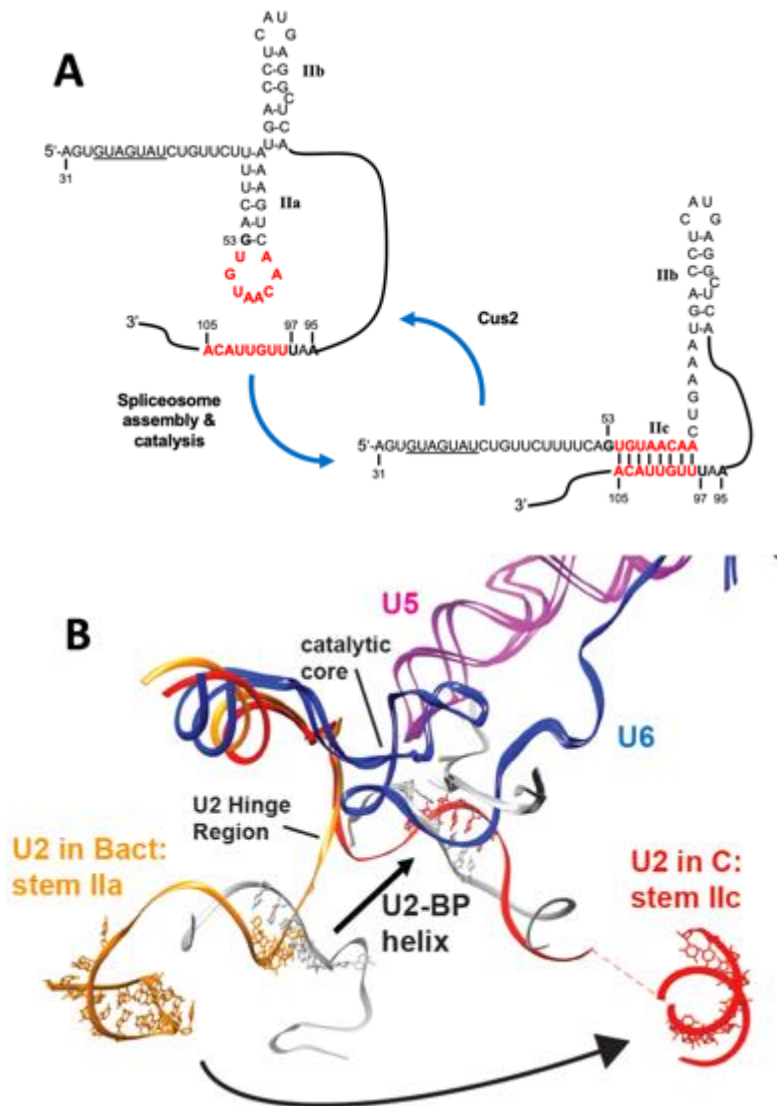 A
A U
C G
U-A
C-G
C-G IIb
C
A-U
G-C
5'-AGUGUAGUAUCUGUUCUU-A U-A
31
U-A
U-A
C-G IIa
A-U
53 G-C
U A
G A
U A A C
3'
105 97 95
ACAUUGUUUAA
Spliceosome
assembly &
catalysis
Cus2
A U
C G
U-A
C-G
C-G
C
IIb A-U
G-C
U-A
A
A
A
G
U
C
53 IIc
5'-AGUGUAGUAUCUGUUCUUUUCAGUGUAACAA
31
ACAUUGUUUAA
3' 105 97 95
B
U5
catalytic
core
U6
U2 Hinge
Region
U2 in Bact:
stem IIa
U2-BP
helix
U2 in C:
stem IIc